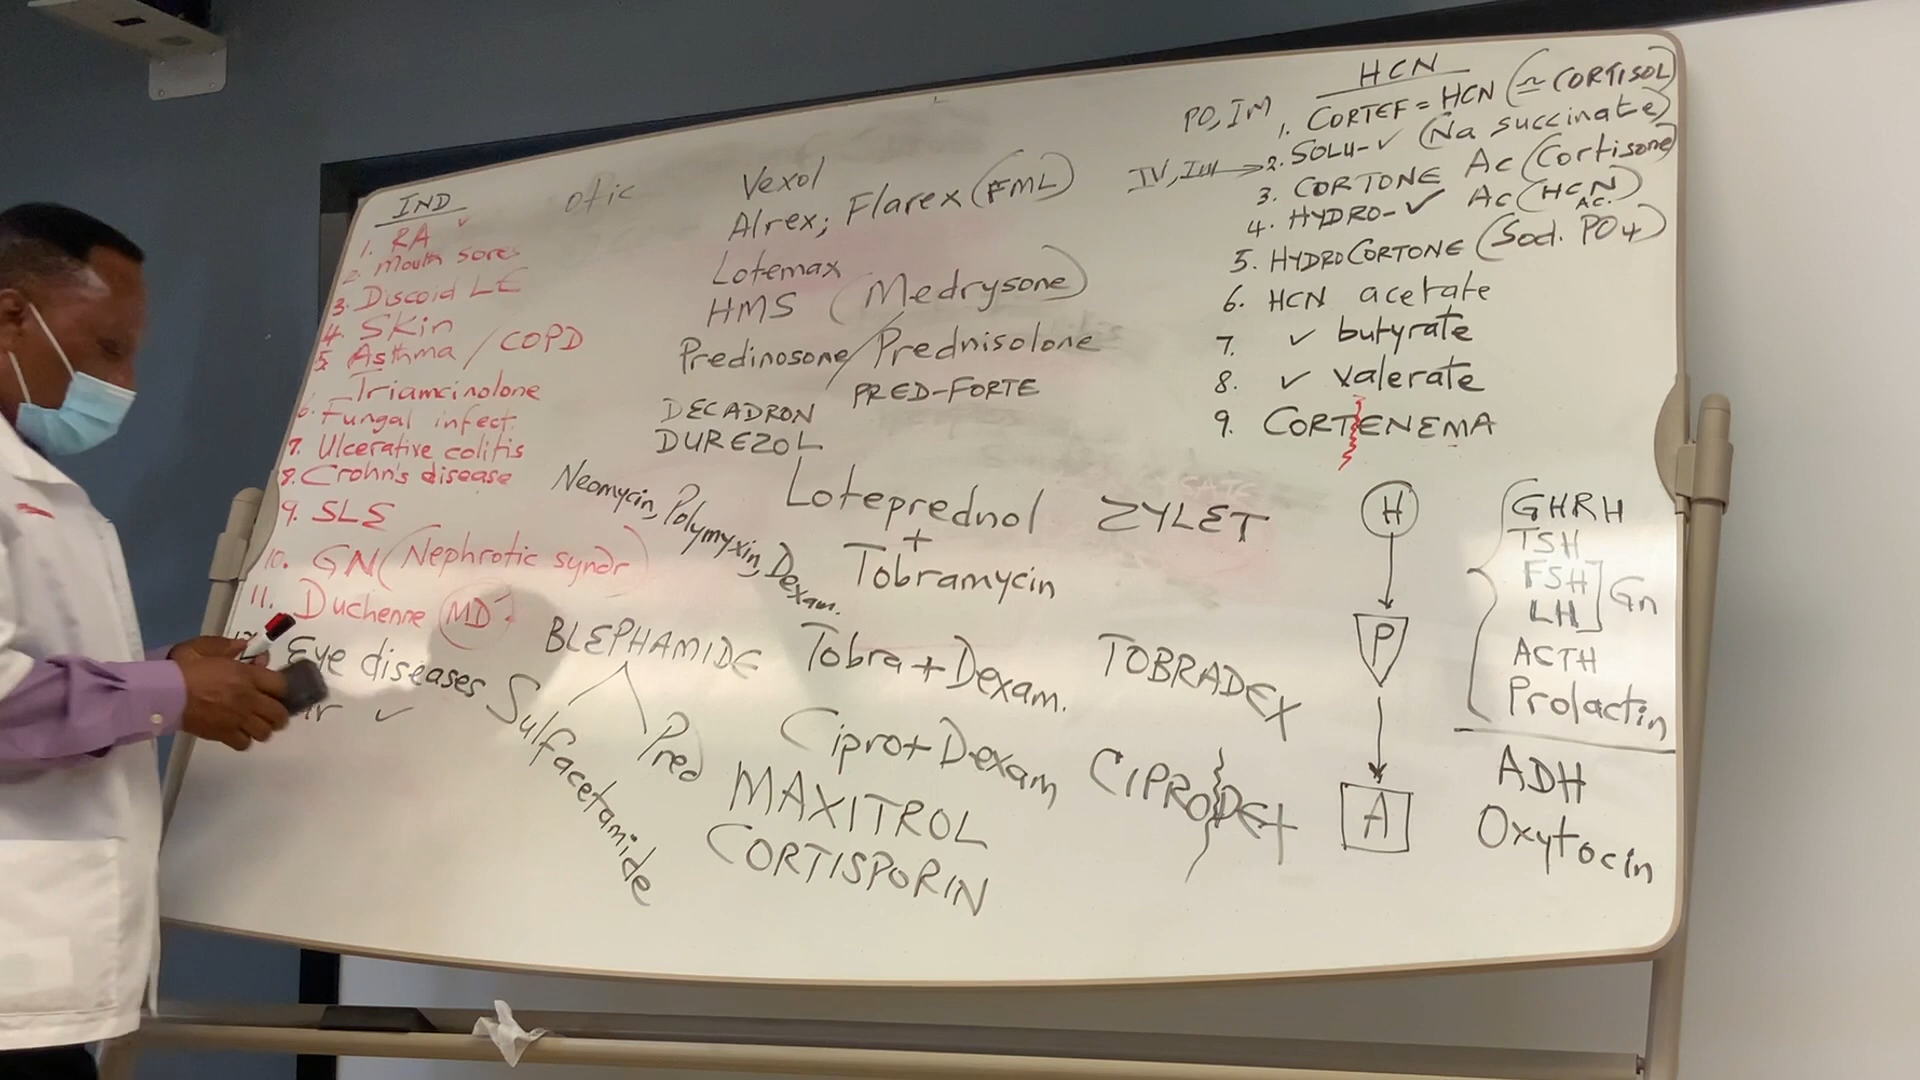 IND
1. RA ✓
2. Mouth sores
3. Discoid LE
4. Skin
5. Asthma / COPD
Triamcinolone
6. Fungal infect.
7. Ulcerative colitis
8. Crohn's disease
9. SLE
10. GN (Nephrotic syndr)
11. Duchenne MD
12. Eye diseases
✓
otic
Vexol
Alrex; Flarex (FML)
Lotemax
HMS (Medrysone)
Predinosone / Prednisolone
PRED-FORTE
DECADRON
DUREZOL
Neomycin, Polymyxin, Dexam.
Loteprednol
+
Tobramycin
ZYLET
BLEPHAMIDE
Sulfacetamide
Pred
Tobra + Dexam.
TOBRADEX
Cipro + Dexam
CIPRODEX
MAXITROL
CORTISPORIN
HCN
PO, IM 1. CORTEF = HCN (≃ CORTISOL)
IV, IM → 2. SOLU-✓ (Na succinate)
3. CORTONE Ac (Cortisone)
4. HYDRO-✓ Ac (HCN AC.)
5. HYDROCORTONE (Sod. PO4)
6. HCN acetate
7. ✓ butyrate
8. ✓ valerate
9. CORTENEMA
H
P
A
GHRH
TSH
FSH
LH
Gn
ACTH
Prolactin
ADH
Oxytocin